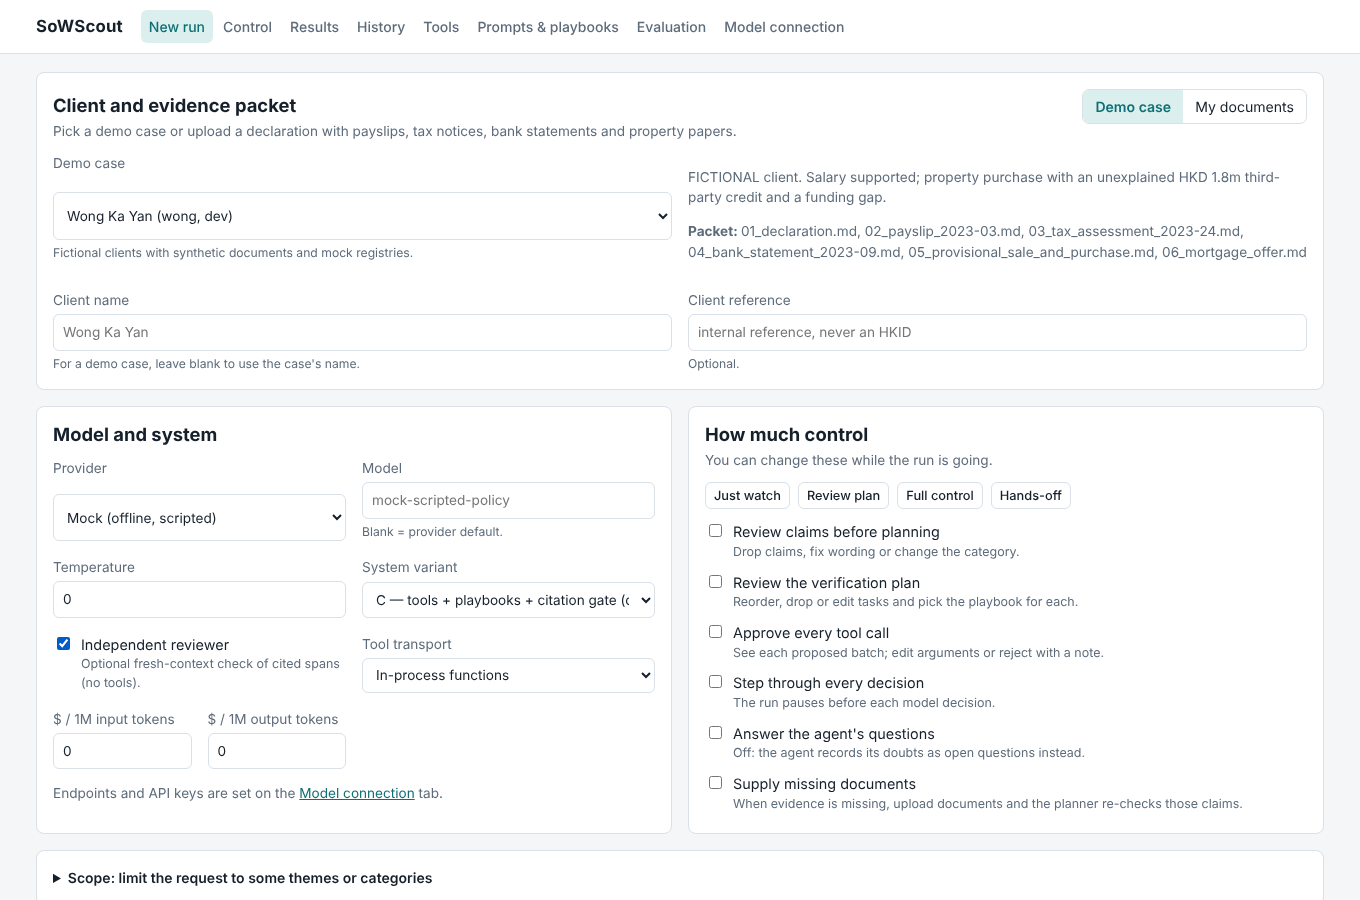 SoWScout New run Control Results History Tools Prompts & playbooks Evaluation Model connection
Client and evidence packet
Demo case My documents
Pick a demo case or upload a declaration with payslips, tax notices, bank statements and property papers.
Demo case
Wong Ka Yan (wong, dev)
Fictional clients with synthetic documents and mock registries.
FICTIONAL client. Salary supported; property purchase with an unexplained HKD 1.8m third-
party credit and a funding gap.
Packet: 01_declaration.md, 02_payslip_2023-03.md, 03_tax_assessment_2023-24.md,
04_bank_statement_2023-09.md, 05_provisional_sale_and_purchase.md, 06_mortgage_offer.md
Client name
Wong Ka Yan
For a demo case, leave blank to use the case's name.
Client reference
internal reference, never an HKID
Optional.
Model and system
Provider
Mock (offline, scripted)
Model
mock-scripted-policy
Blank = provider default.
Temperature
0
System variant
C — tools + playbooks + citation gate (
Independent reviewer
Optional fresh-context check of cited spans
(no tools).
Tool transport
In-process functions
$ / 1M input tokens
0
$ / 1M output tokens
0
Endpoints and API keys are set on the Model connection tab.
How much control
You can change these while the run is going.
Just watch Review plan Full control Hands-off
Review claims before planning
Drop claims, fix wording or change the category.
Review the verification plan
Reorder, drop or edit tasks and pick the playbook for each.
Approve every tool call
See each proposed batch; edit arguments or reject with a note.
Step through every decision
The run pauses before each model decision.
Answer the agent's questions
Off: the agent records its doubts as open questions instead.
Supply missing documents
When evidence is missing, upload documents and the planner re-checks those claims.
Scope: limit the request to some themes or categories